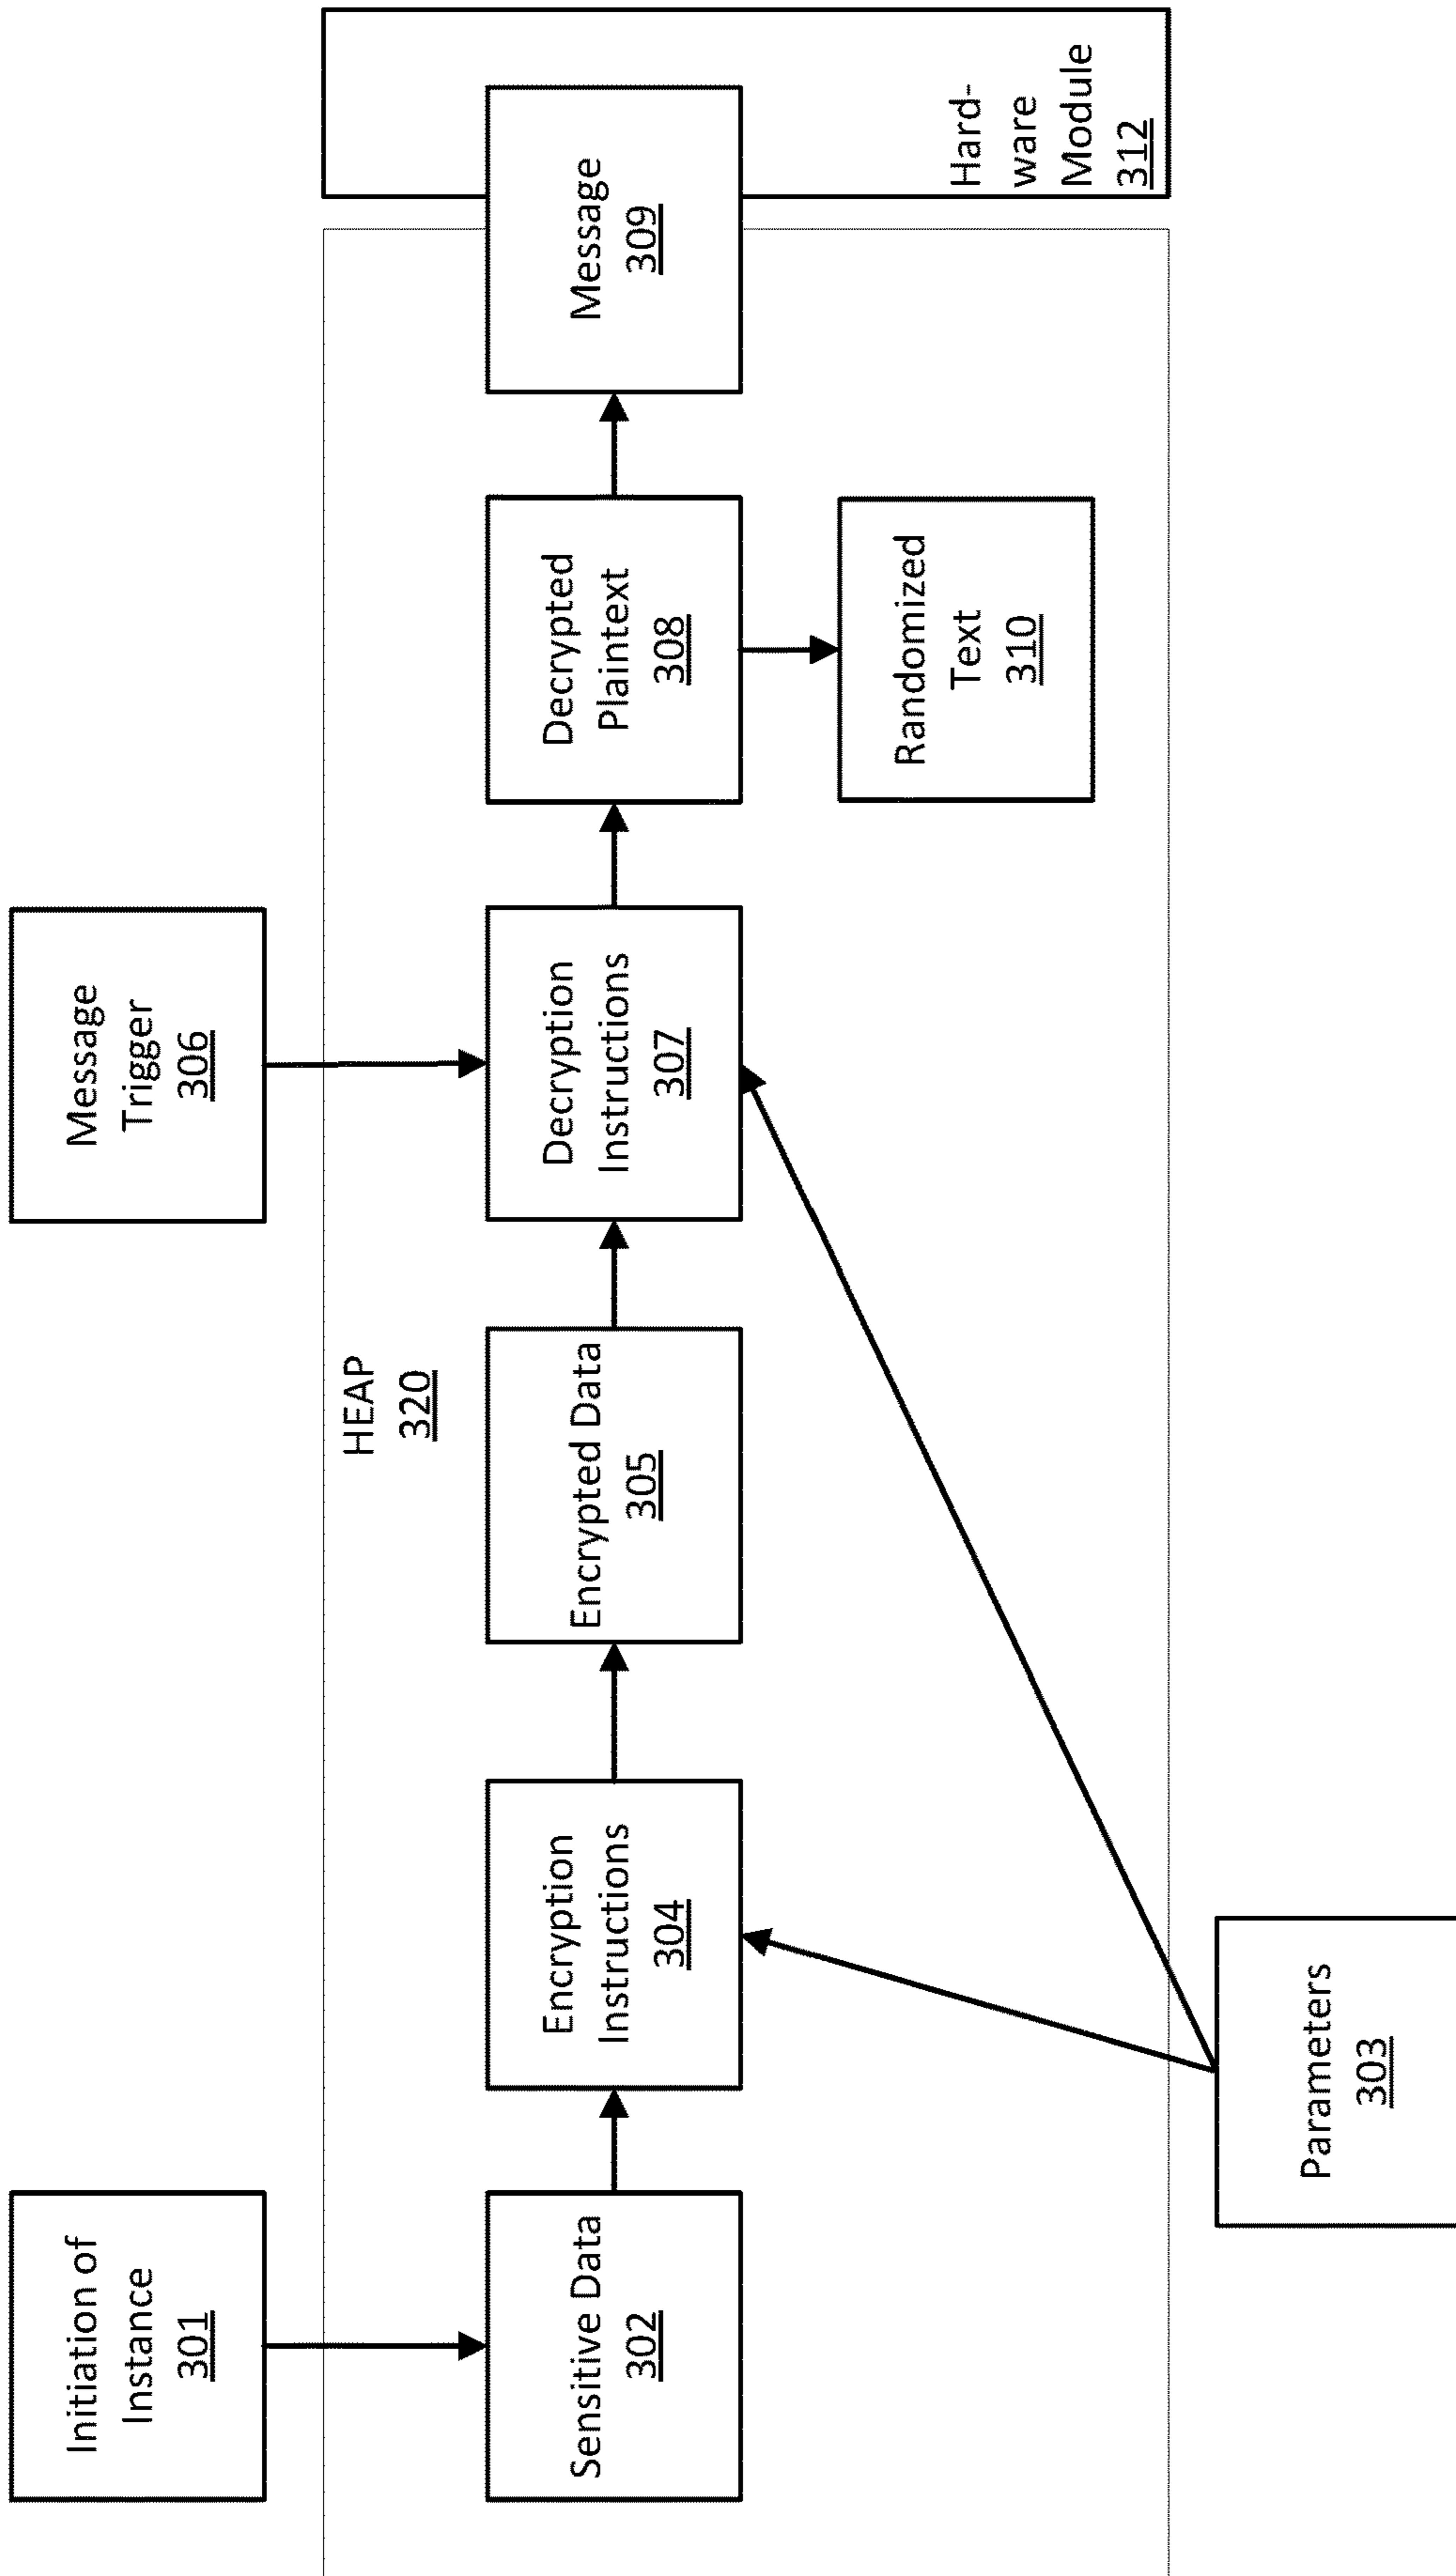 Initiation of
Instance
301
Message
Trigger
306
HEAP
320
Sensitive Data
302
Encryption
Instructions
304
Encrypted Data
305
Decryption
Instructions
307
Decrypted
Plaintext
308
Message
309
Randomized
Text
310
Hard-
ware
Module
312
Parameters
303